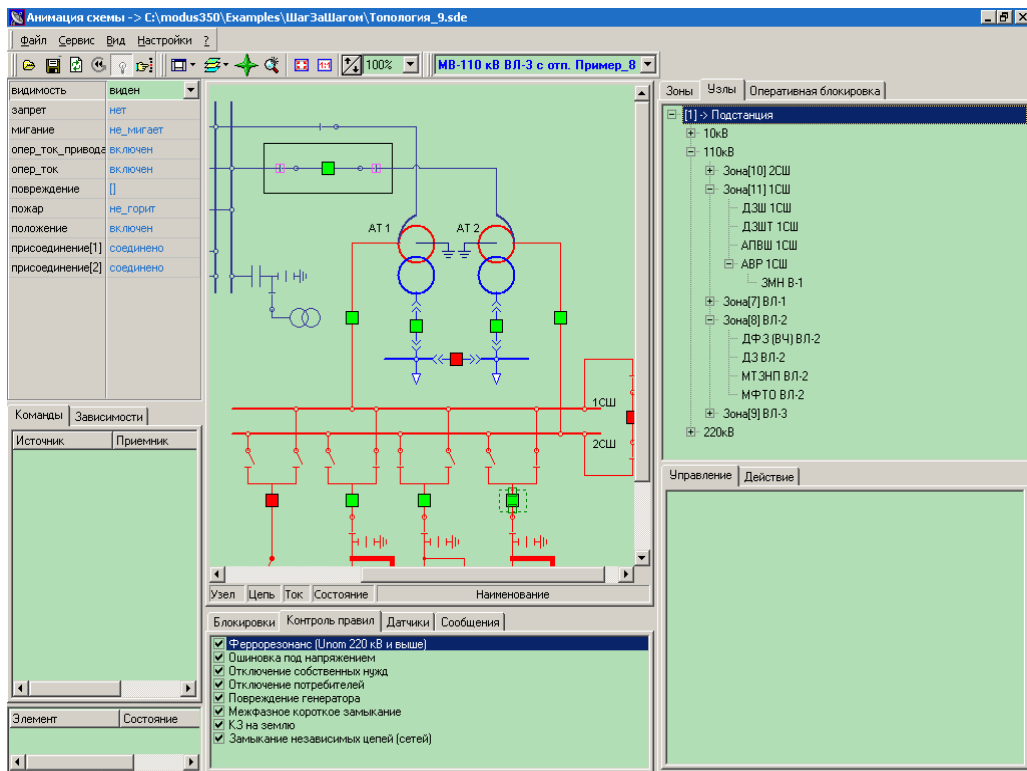 Анимация схемы -> C:\modus350\Examples\ШагЗаШагом\Топология_9.sde
Файл Сервис Вид Настройки ?
1:1 100% МВ-110 кВ ВЛ-3 с отп. Пример_8
видимость виден
запрет нет
мигание не_мигает
опер_ток_привода включен
опер_ток включен
повреждение []
пожар не_горит
положение включен
присоединение[1] соединено
присоединение[2] соединено
Команды Зависимости
Источник Приемник
Элемент Состояние
АТ1 АТ2
1СШ
2СШ
Узел Цепь Ток Состояние Наименование
Блокировки Контроль правил Датчики Сообщения
Феррорезонанс (Unom 220 кВ и выше)
Ошиновка под напряжением
Отключение собственных нужд
Отключение потребителей
Повреждение генератора
Межфазное короткое замыкание
КЗ на землю
Замыкание независимых цепей (сетей)
Зоны Узлы Оперативная блокировка
[1] -> Подстанция
10кВ
110кВ
Зона[10] 2СШ
Зона[11] 1СШ
ДЗШ 1СШ
ДЗШТ 1СШ
АПВШ 1СШ
АВР 1СШ
ЗМН В-1
Зона[7] ВЛ-1
Зона[8] ВЛ-2
ДФЗ (ВЧ) ВЛ-2
ДЗ ВЛ-2
МТЗНП ВЛ-2
МФТО ВЛ-2
Зона[9] ВЛ-3
220кВ
Управление Действие